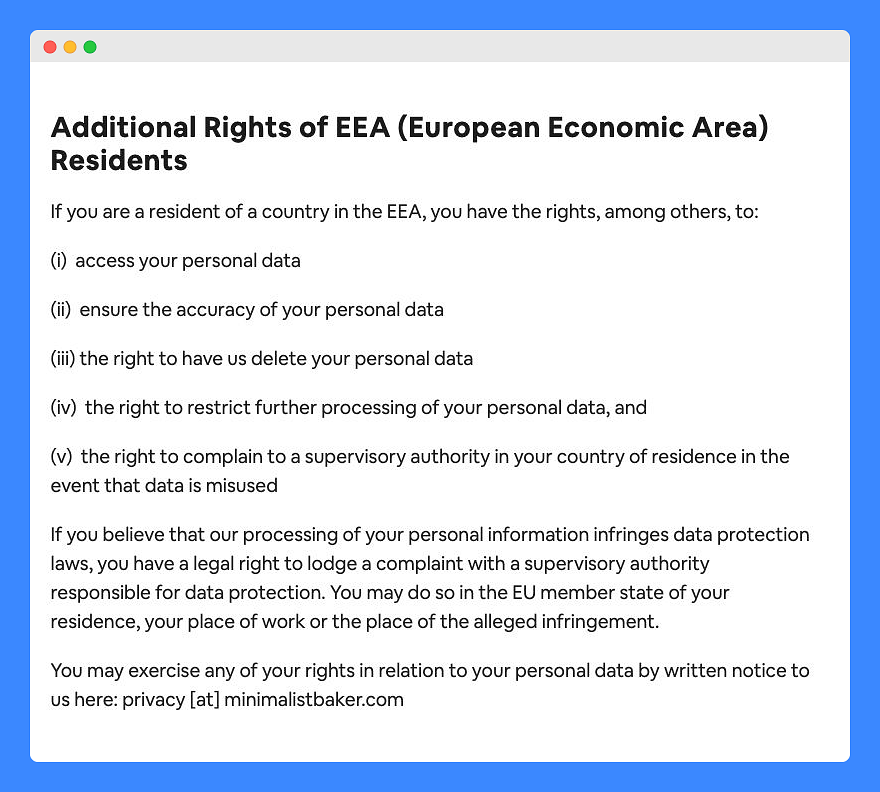 Additional Rights of EEA (European Economic Area)
Residents
If you are a resident of a country in the EEA, you have the rights, among others, to:
(i) access your personal data
(ii) ensure the accuracy of your personal data
(iii) the right to have us delete your personal data
(iv) the right to restrict further processing of your personal data, and
(v) the right to complain to a supervisory authority in your country of residence in the
event that data is misused
If you believe that our processing of your personal information infringes data protection
laws, you have a legal right to lodge a complaint with a supervisory authority
responsible for data protection. You may do so in the EU member state of your
residence, your place of work or the place of the alleged infringement.
You may exercise any of your rights in relation to your personal data by written notice to
us here: privacy [at] minimalistbaker.com